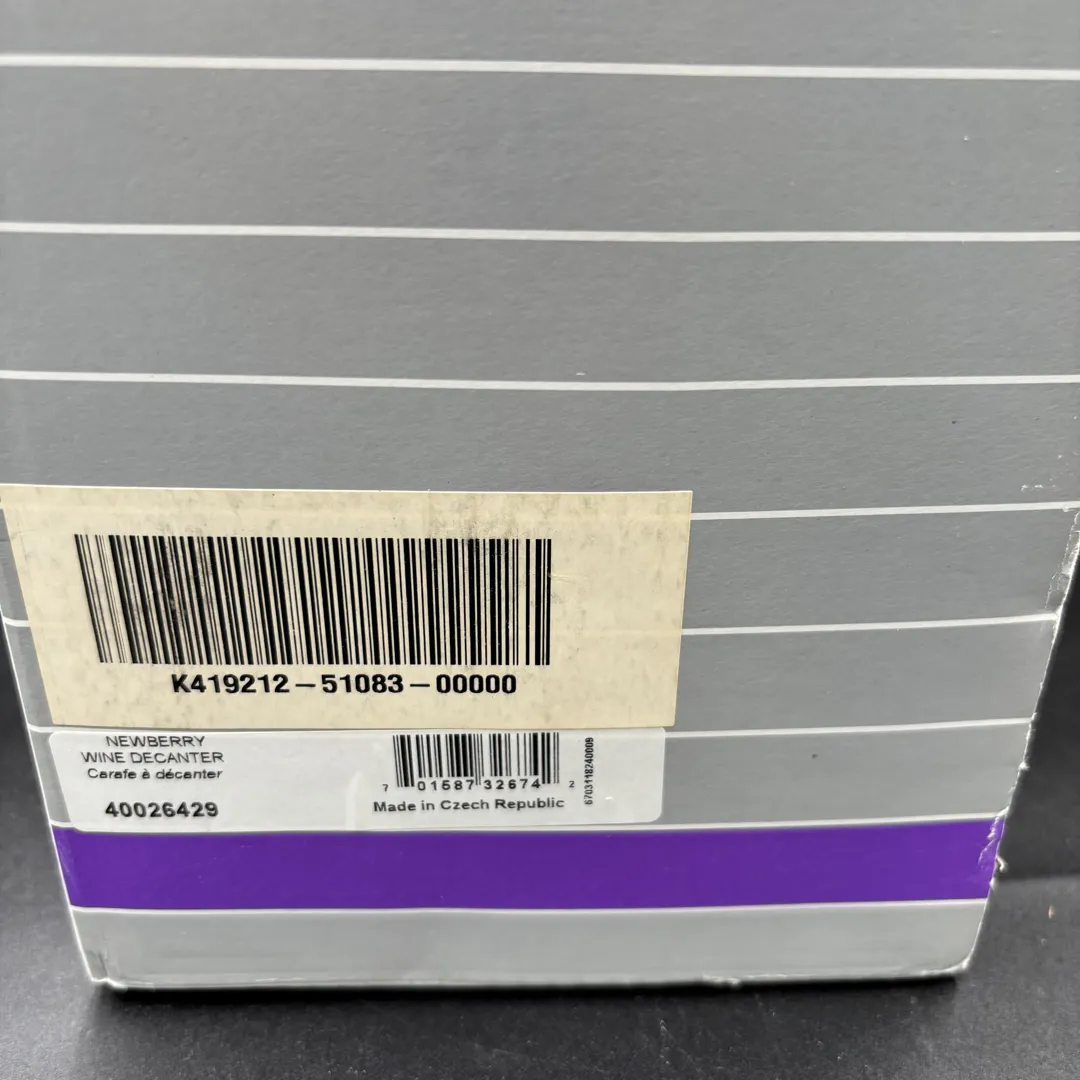 K419212-51083-00000
NEWBERRY
WINE DECANTER
Carafe à décanter
40026429
7 01587 32674 2
Made in Czech Republic
6703118240009